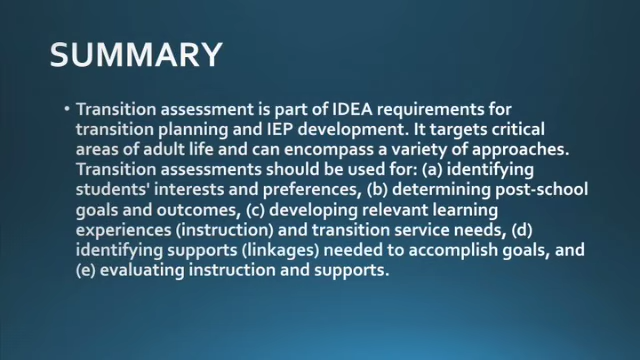 SUMMARY
• Transition assessment is part of IDEA requirements for
transition planning and IEP development. It targets critical
areas of adult life and can encompass a variety of approaches.
Transition assessments should be used for: (a) identifying
students' interests and preferences, (b) determining post-school
goals and outcomes, (c) developing relevant learning
experiences (instruction) and transition service needs, (d)
identifying supports (linkages) needed to accomplish goals, and
(e) evaluating instruction and supports.